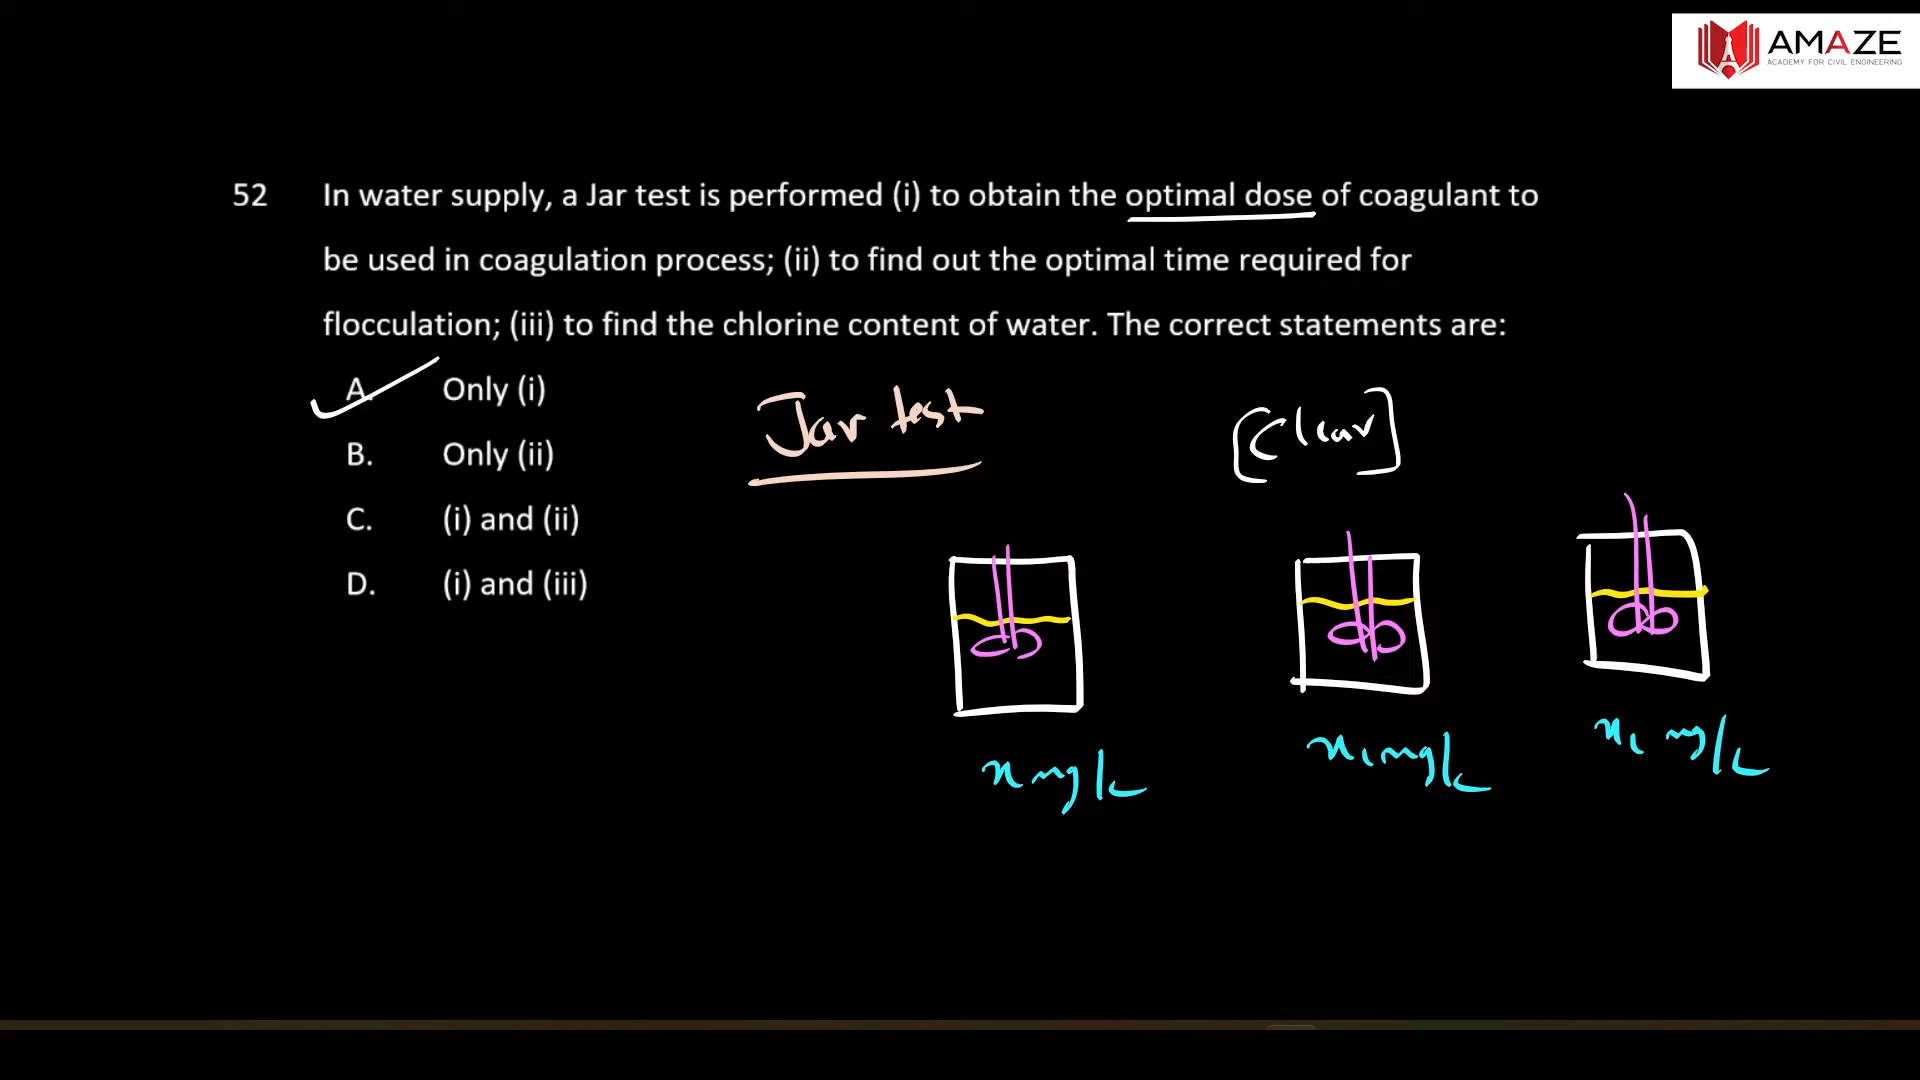 AMAZE
ACADEMY FOR CIVIL ENGINEERING
52 In water supply, a Jar test is performed (i) to obtain the optimal dose of coagulant to
be used in coagulation process; (ii) to find out the optimal time required for
flocculation; (iii) to find the chlorine content of water. The correct statements are:
A. Only (i)
B. Only (ii)
C. (i) and (ii)
D. (i) and (iii)
Jar test
[Clear]
x mg/L
x₁ mg/L
mg/L